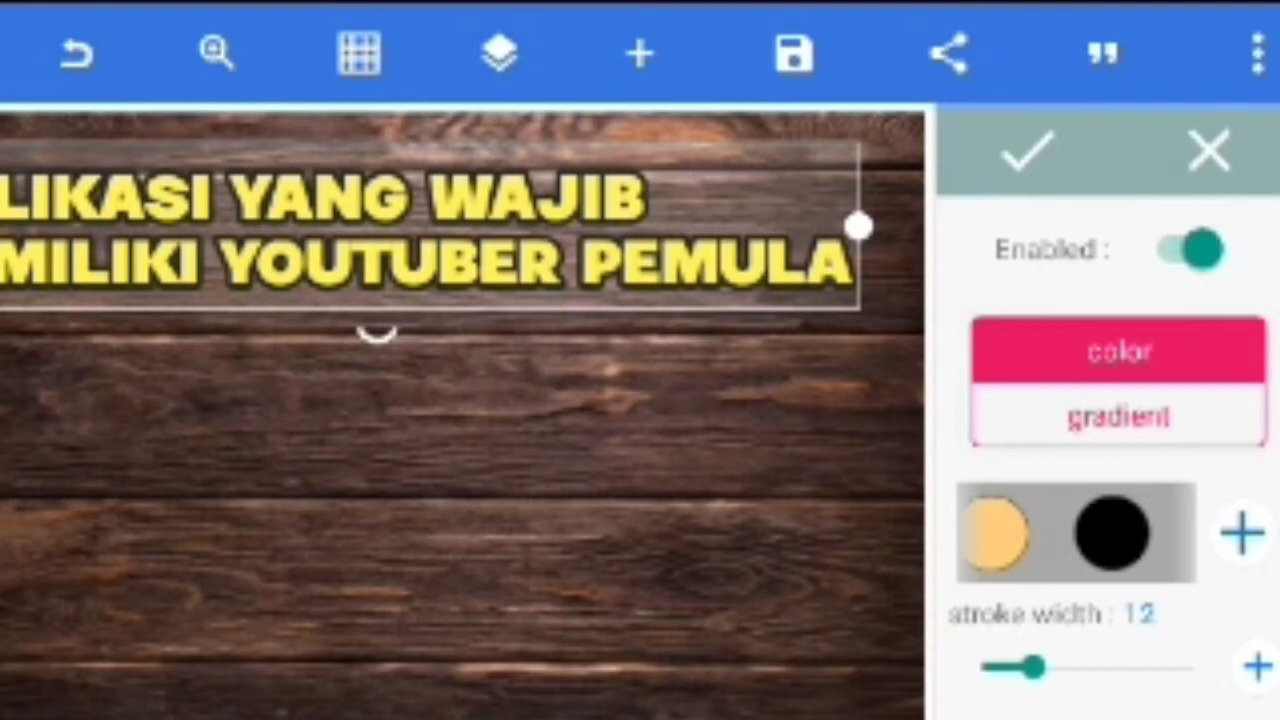 LIKASI YANG WAJIB
MILIKI YOUTUBER PEMULA
Enabled :
color
gradient
stroke width : 12